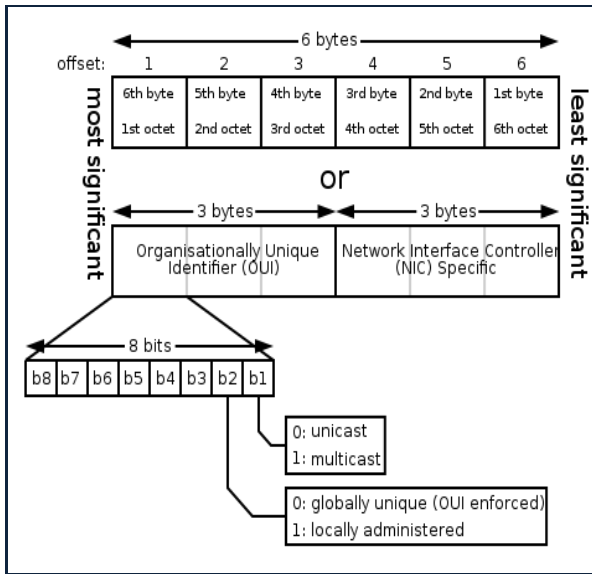 6 bytes
offset: 1 2 3 4 5 6
6th byte 5th byte 4th byte 3rd byte 2nd byte 1st byte
1st octet 2nd octet 3rd octet 4th octet 5th octet 6th octet
most significant
least significant
or
3 bytes 3 bytes
Organisationally Unique Network Interface Controller
Identifier (OUI) (NIC) Specific
8 bits
b8 b7 b6 b5 b4 b3 b2 b1
0: unicast
1: multicast
0: globally unique (OUI enforced)
1: locally administered